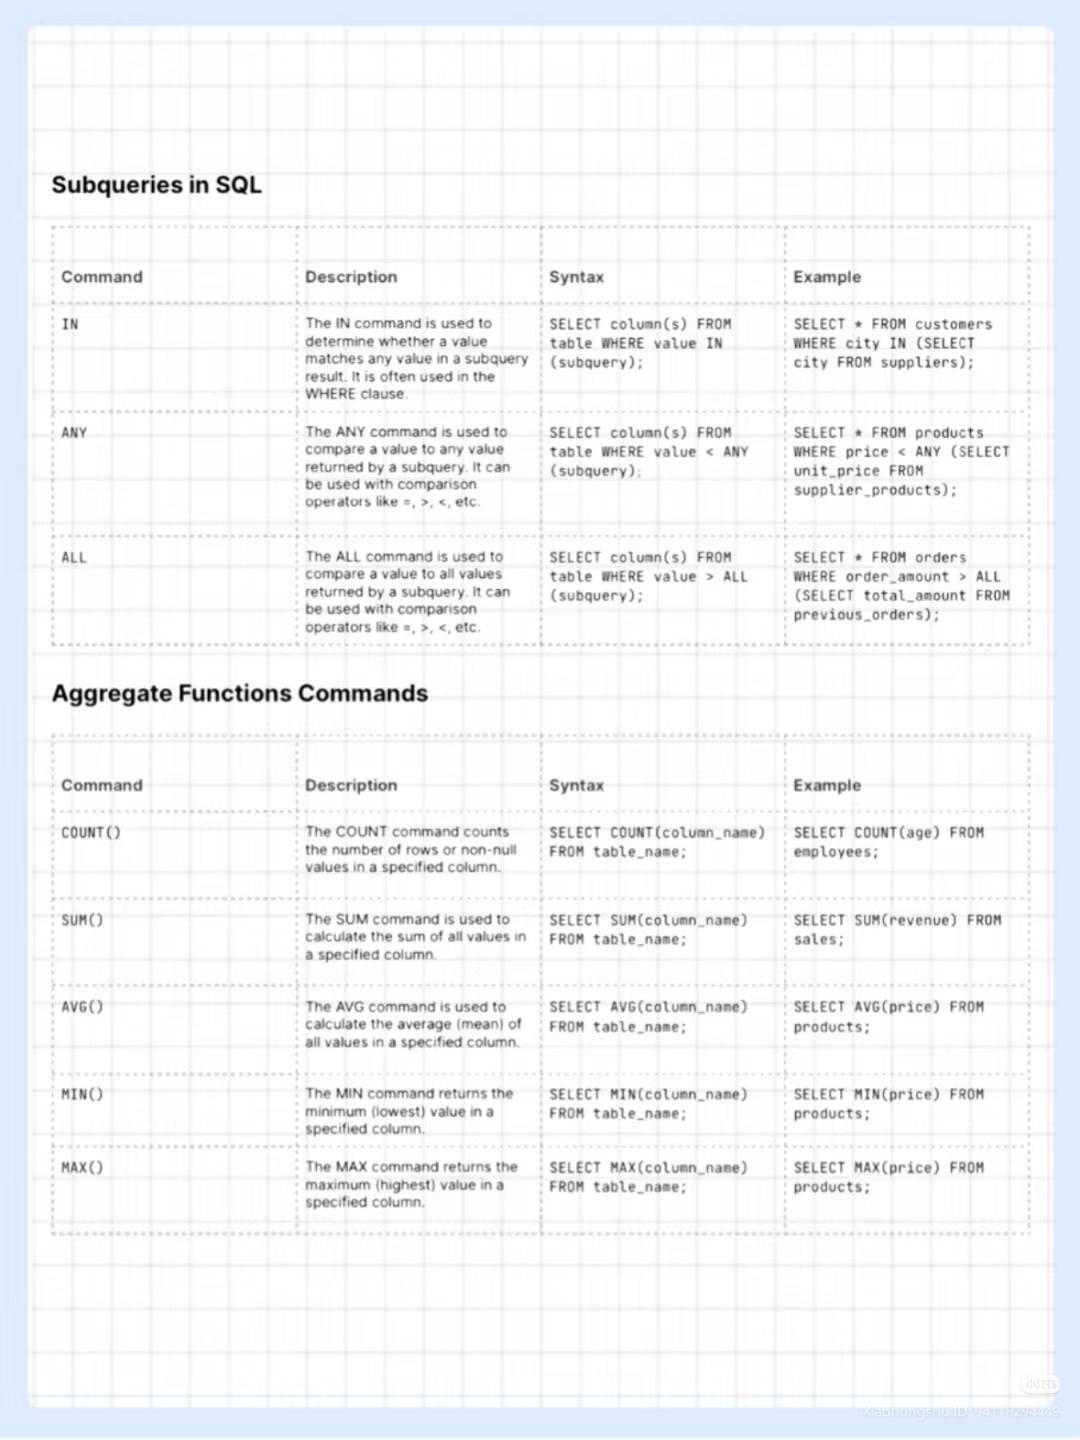 Subqueries in SQL
Command
Description
Syntax
Example
IN
The IN command is used to
determine whether a value
matches any value in a subquery
result. It is often used in the
WHERE clause.
SELECT column(s) FROM
table WHERE value IN
(subquery);
SELECT * FROM customers
WHERE city IN (SELECT
city FROM suppliers);
ANY
The ANY command is used to
compare a value to any value
returned by a subquery. It can
be used with comparison
operators like =, >, <, etc.
SELECT column(s) FROM
table WHERE value < ANY
(subquery);
SELECT * FROM products
WHERE price < ANY (SELECT
unit_price FROM
supplier_products);
ALL
The ALL command is used to
compare a value to all values
returned by a subquery. It can
be used with comparison
operators like =, >, <, etc.
SELECT column(s) FROM
table WHERE value > ALL
(subquery);
SELECT * FROM orders
WHERE order_amount > ALL
(SELECT total_amount FROM
previous_orders);
Aggregate Functions Commands
Command
Description
Syntax
Example
COUNT()
The COUNT command counts
the number of rows or non-null
values in a specified column.
SELECT COUNT(column_name)
FROM table_name;
SELECT COUNT(age) FROM
employees;
SUM()
The SUM command is used to
calculate the sum of all values in
a specified column.
SELECT SUM(column_name)
FROM table_name;
SELECT SUM(revenue) FROM
sales;
AVG()
The AVG command is used to
calculate the average (mean) of
all values in a specified column.
SELECT AVG(column_name)
FROM table_name;
SELECT AVG(price) FROM
products;
MIN()
The MIN command returns the
minimum (lowest) value in a
specified column.
SELECT MIN(column_name)
FROM table_name;
SELECT MIN(price) FROM
products;
MAX()
The MAX command returns the
maximum (highest) value in a
specified column.
SELECT MAX(column_name)
FROM table_name;
SELECT MAX(price) FROM
products;
小红书
xiaohongshu ID: